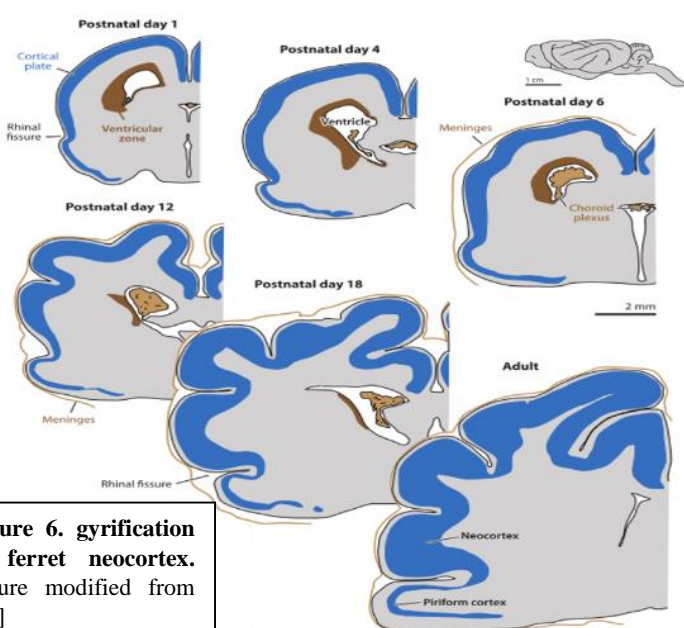 Postnatal day 1
Cortical
plate
Rhinal
fissure
Ventricular
zone
Postnatal day 4
Ventricle
1 cm
Postnatal day 6
Meninges
Choroid
plexus
2 mm
Postnatal day 12
Meninges
Postnatal day 18
Rhinal fissure
Adult
Neocortex
Piriform cortex
ure 6. gyrification
ferret neocortex.
ure modified from
]